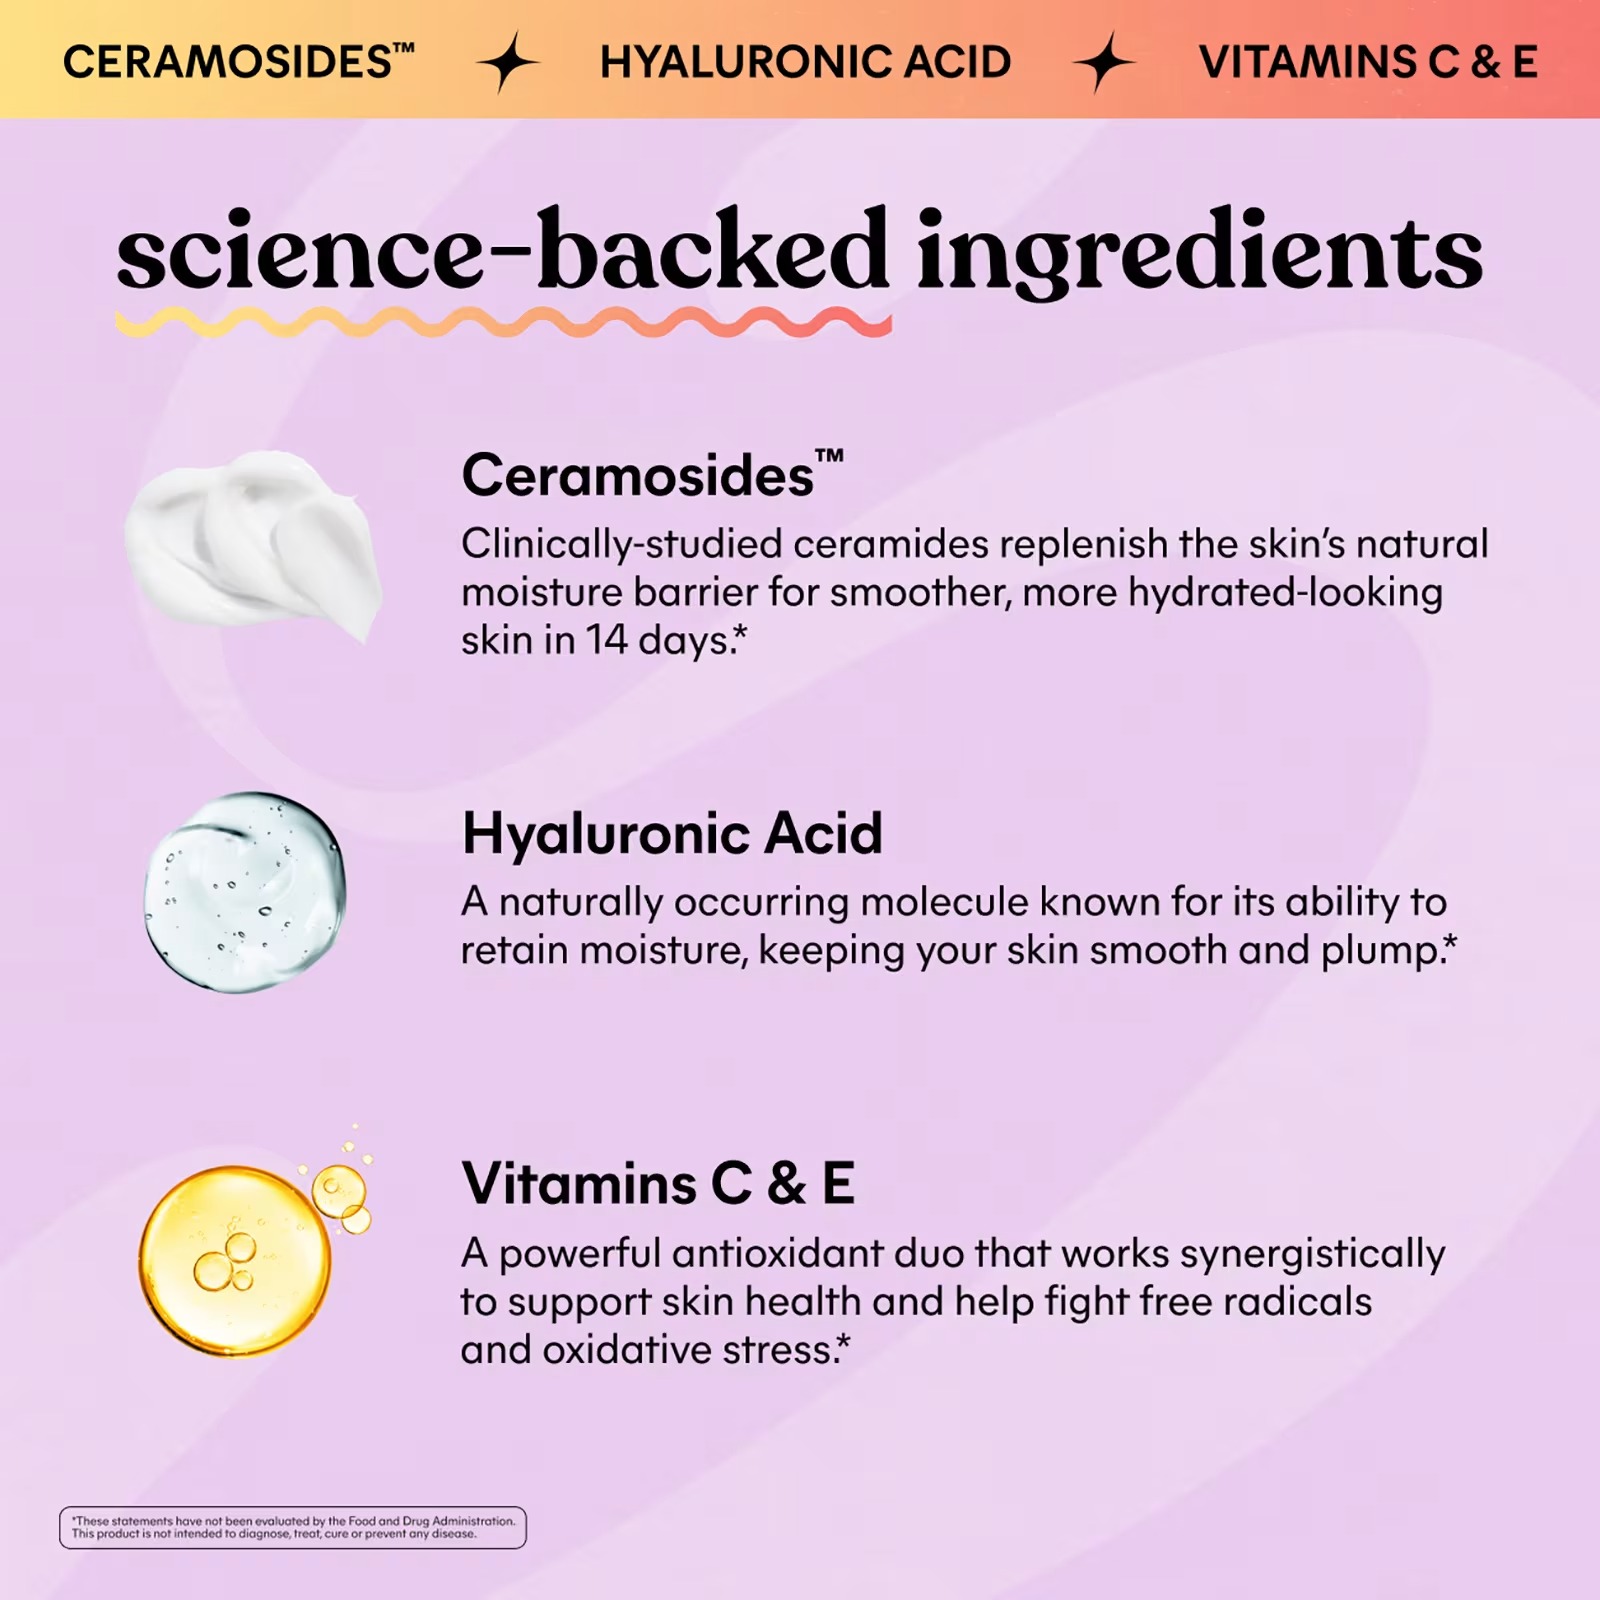 CERAMOSIDES™ HYALURONIC ACID VITAMINS C & E
science-backed ingredients
Ceramosides™
Clinically-studied ceramides replenish the skin's natural
moisture barrier for smoother, more hydrated-looking
skin in 14 days.*
Hyaluronic Acid
A naturally occurring molecule known for its ability to
retain moisture, keeping your skin smooth and plump.*
Vitamins C & E
A powerful antioxidant duo that works synergistically
to support skin health and help fight free radicals
and oxidative stress.*
*These statements have not been evaluated by the Food and Drug Administration.
This product is not intended to diagnose, treat, cure or prevent any disease.